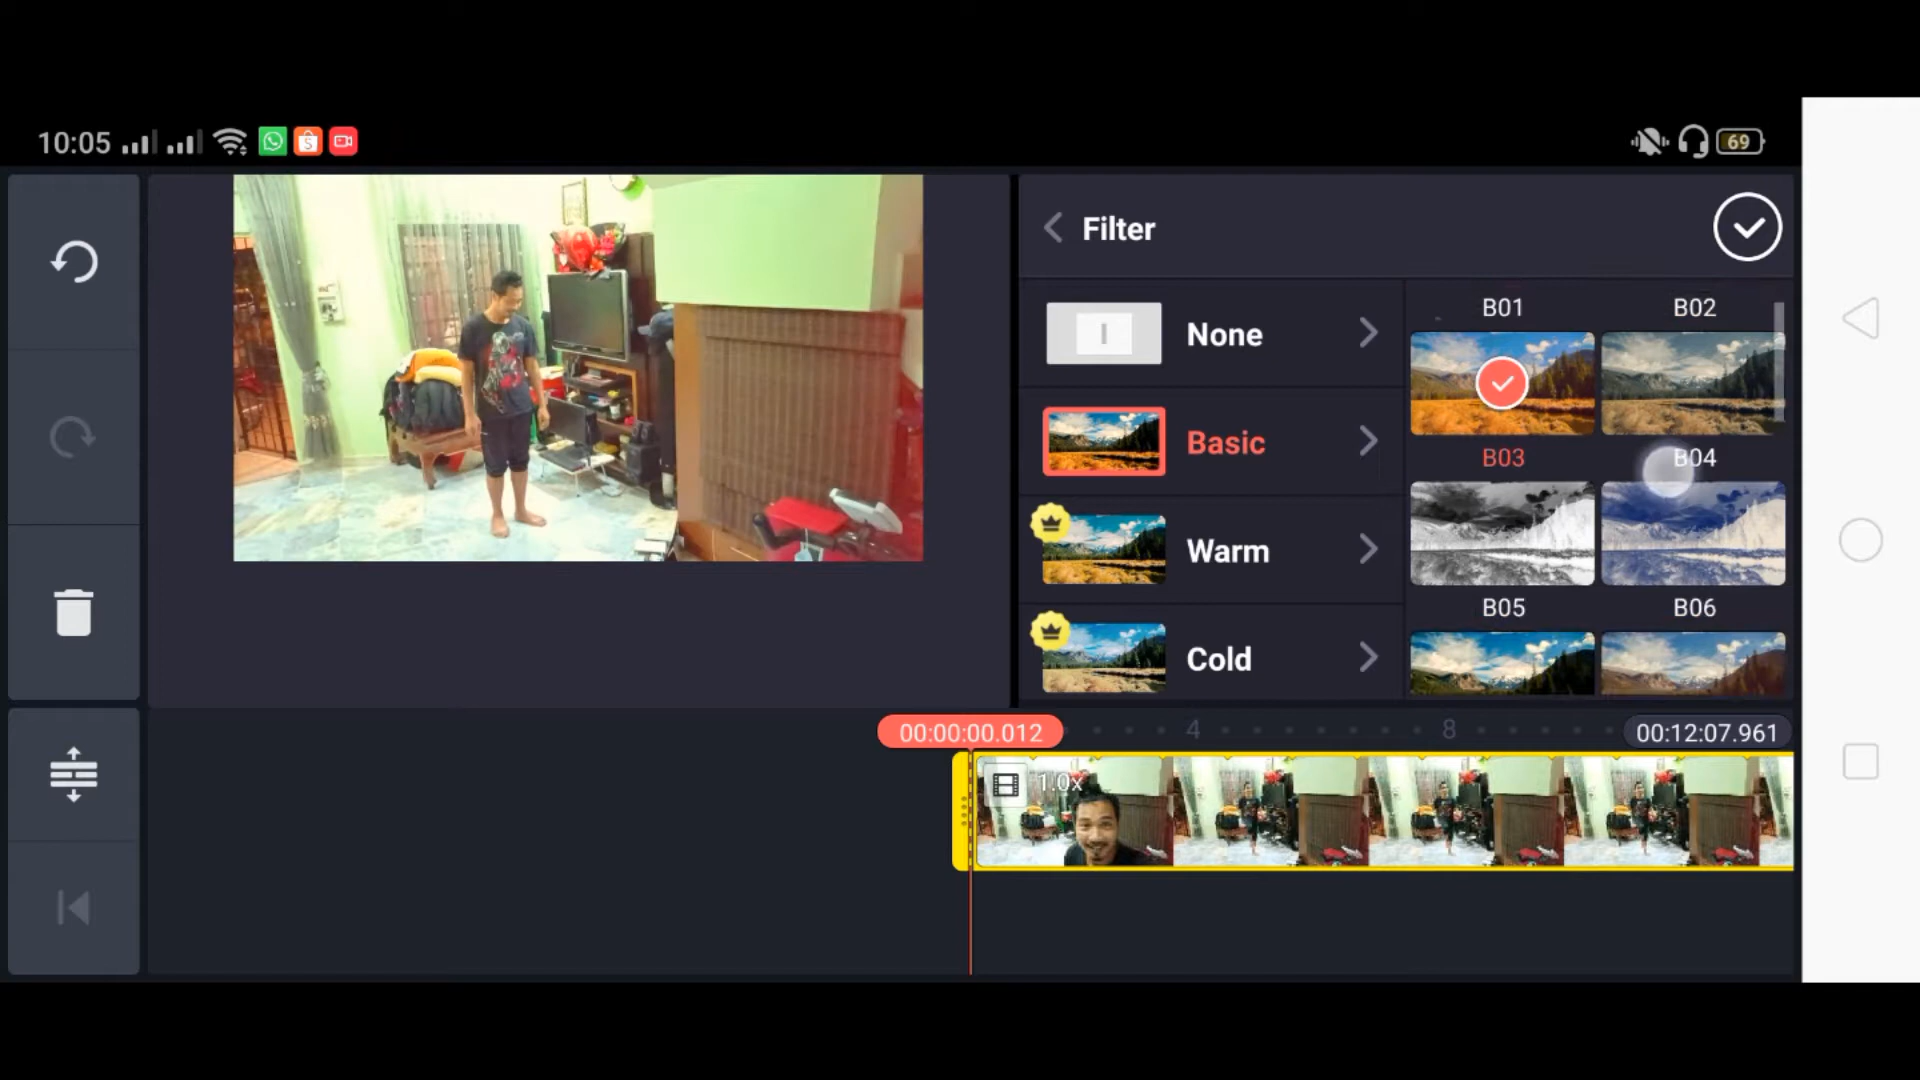 10:05
69
Filter
None
Basic
Warm
Cold
B01
B02
B03
B04
B05
B06
00:00:00.012
4
8
00:12:07.961
1.0x